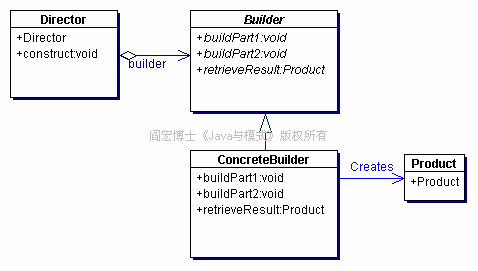 Director
+Director
+construct:void
builder
Builder
+buildPart1:void
+buildPart2:void
+retrieveResult:Product
阎宏博士《Java与模式》版权所有
ConcreteBuilder
+buildPart1:void
+buildPart2:void
+retrieveResult:Product
Creates
Product
+Product